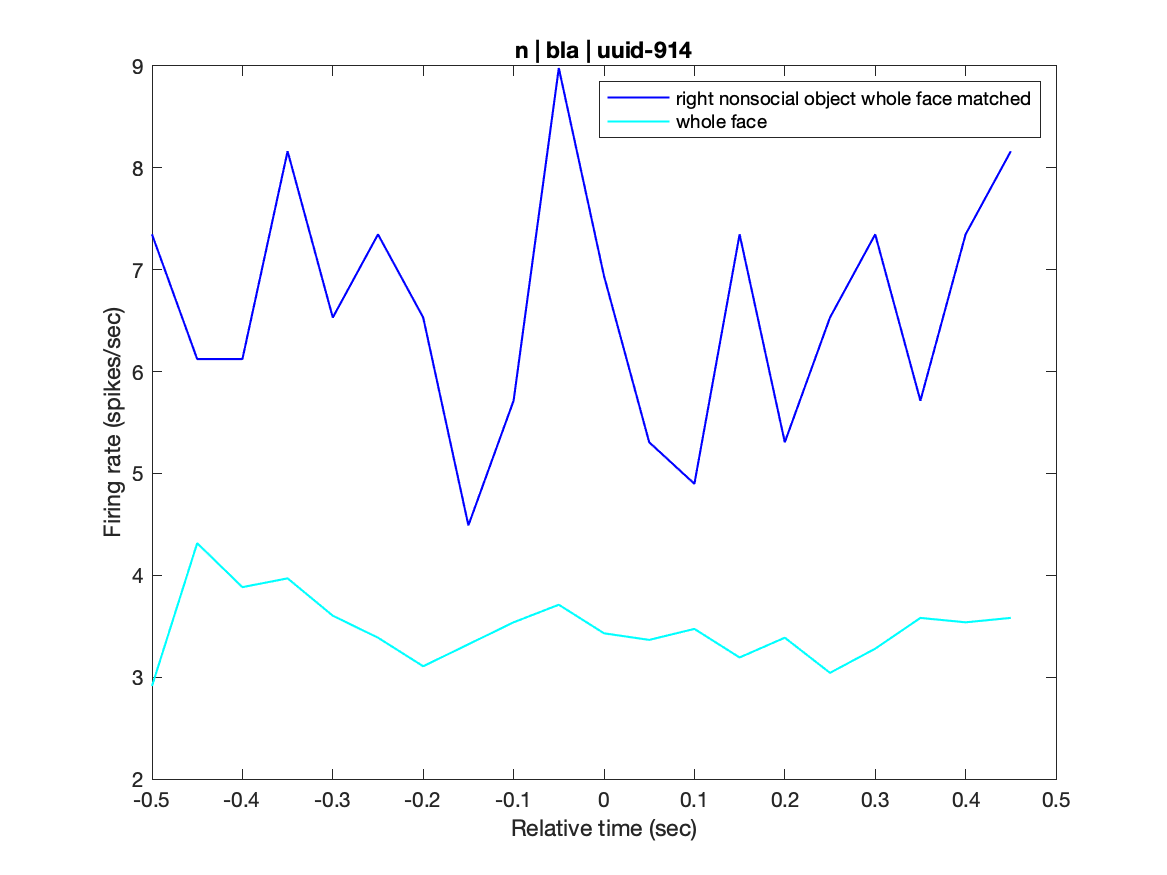 n | bla | uuid-914
right nonsocial object whole face matched
whole face
9
8
7
6
5
4
3
2
Firing rate (spikes/sec)
-0.5 -0.4 -0.3 -0.2 -0.1 0 0.1 0.2 0.3 0.4 0.5
Relative time (sec)